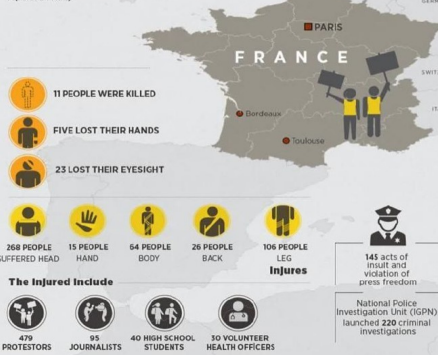 PARIS
FRANCE
Bordeaux
Toulouse
11 PEOPLE WERE KILLED
FIVE LOST THEIR HANDS
23 LOST THEIR EYESIGHT
268 PEOPLE
SUFFERED HEAD
15 PEOPLE
HAND
64 PEOPLE
BODY
26 PEOPLE
BACK
106 PEOPLE
LEG
Injures
The Injured Include
479
PROTESTORS
95
JOURNALISTS
40 HIGH SCHOOL
STUDENTS
30 VOLUNTEER
HEALTH OFFICERS
145 acts of
insult and
violation of
press freedom
National Police
Investigation Unit (IGPN)
launched 220 criminal
investigations